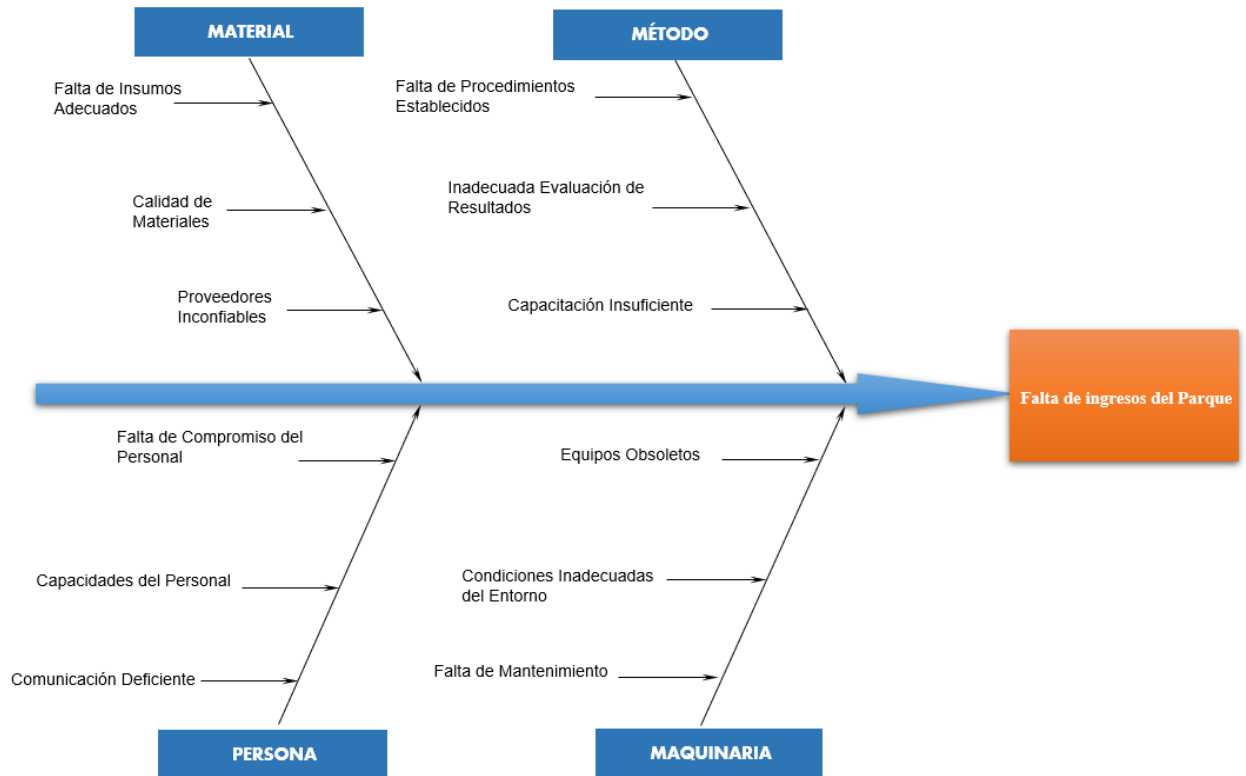 MATERIAL
MÉTODO
Falta de Insumos
Adecuados
Falta de Procedimientos
Establecidos
Calidad de
Materiales
Inadecuada Evaluación de
Resultados
Proveedores
Inconfiables
Capacitación Insuficiente
Falta de ingresos del Parque
Falta de Compromiso del
Personal
Equipos Obsoletos
Capacidades del Personal
Condiciones Inadecuadas
del Entorno
Comunicación Deficiente
Falta de Mantenimiento
PERSONA
MAQUINARIA